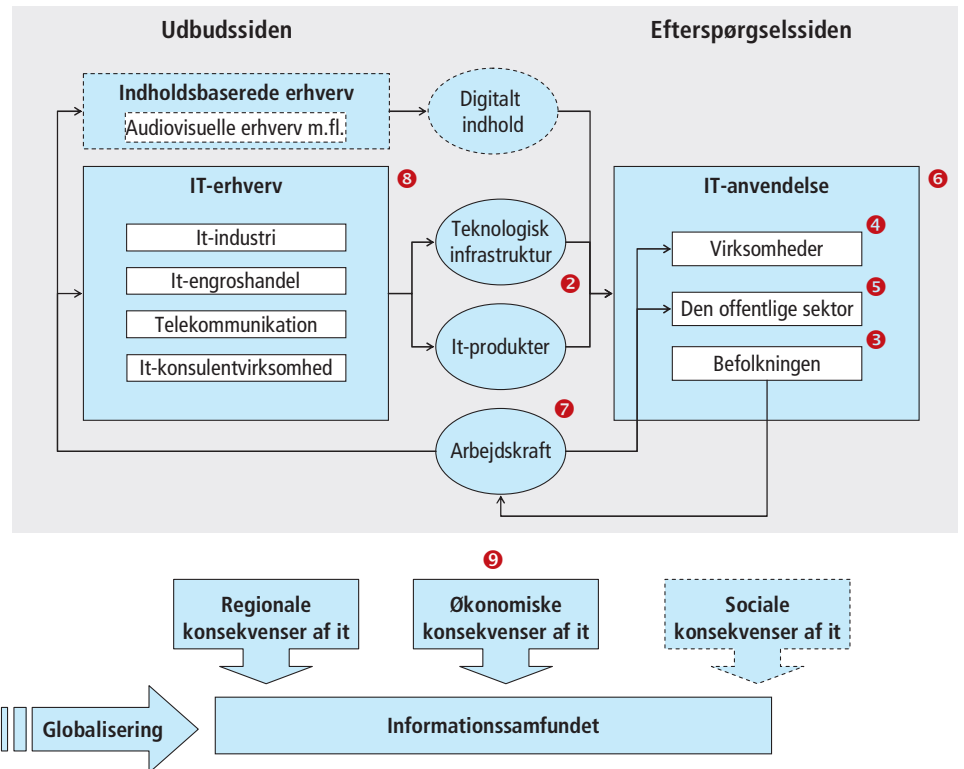 Udbudssiden
Efterspørgselssiden
Indholdsbaserede erhverv
Audiovisuelle erhverv m.fl.
Digitalt
indhold
IT-erhverv
8
It-industri
It-engroshandel
Telekommunikation
It-konsulentvirksomhed
Teknologisk
infrastruktur
2
It-produkter
7
Arbejdskraft
IT-anvendelse
6
4
Virksomheder
5
Den offentlige sektor
3
Befolkningen
9
Regionale
konsekvenser af it
Økonomiske
konsekvenser af it
Sociale
konsekvenser af it
Globalisering
Informationssamfundet